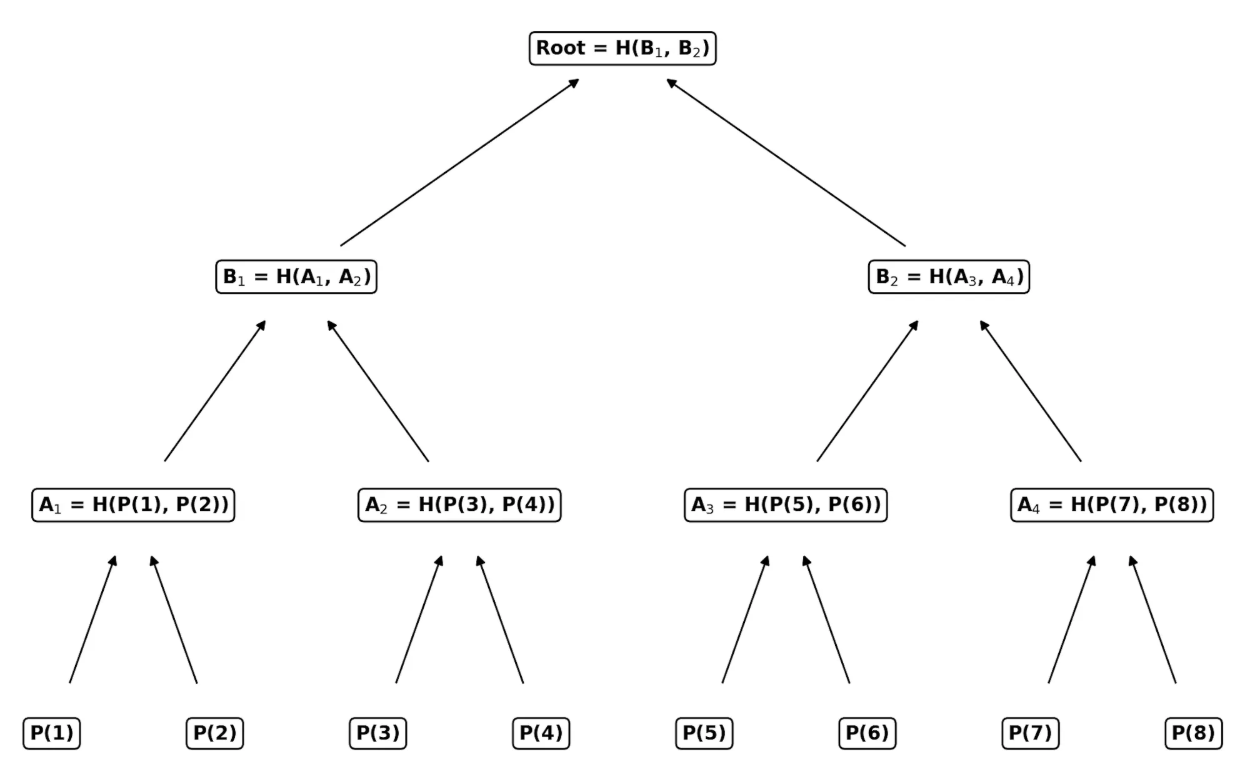 Root = H(B₁, B₂)
B₁ = H(A₁, A₂)
B₂ = H(A₃, A₄)
A₁ = H(P(1), P(2))
A₂ = H(P(3), P(4))
A₃ = H(P(5), P(6))
A₄ = H(P(7), P(8))
P(1)
P(2)
P(3)
P(4)
P(5)
P(6)
P(7)
P(8)